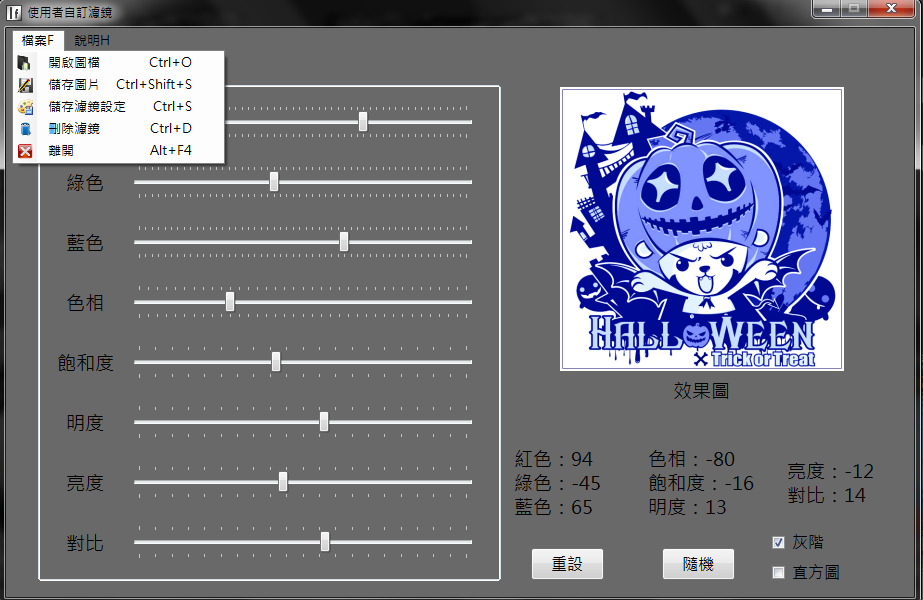 使用者自訂濾鏡
檔案F 說明H
開啟圖檔 Ctrl+O
儲存圖片 Ctrl+Shift+S
儲存濾鏡設定 Ctrl+S
刪除濾鏡 Ctrl+D
離開 Alt+F4
綠色
藍色
色相
飽和度
明度
亮度
對比
HALLOWEEN
Trick or Treat
效果圖
紅色：94 色相：-80 亮度：-12
綠色：-45 飽和度：-16 對比：14
藍色：65 明度：13
重設 隨機
灰階
直方圖